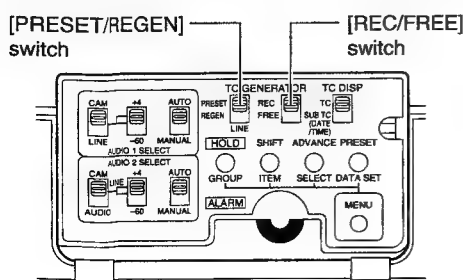 [PRESET/REGEN]
switch
[REC/FREE]
switch
TC GENERATOR TC DISP
PRESET REC TC
REGEN FREE SUB TC
LINE (DATE
/TIME)
CAM +4 AUTO
LINE -60 MANUAL
AUDIO 1 SELECT
AUDIO 2 SELECT
CAM LINE +4 AUTO
AUDIO -60 MANUAL
HOLD SHIFT ADVANCE PRESET
GROUP ITEM SELECT DATA SET
ALARM
MENU